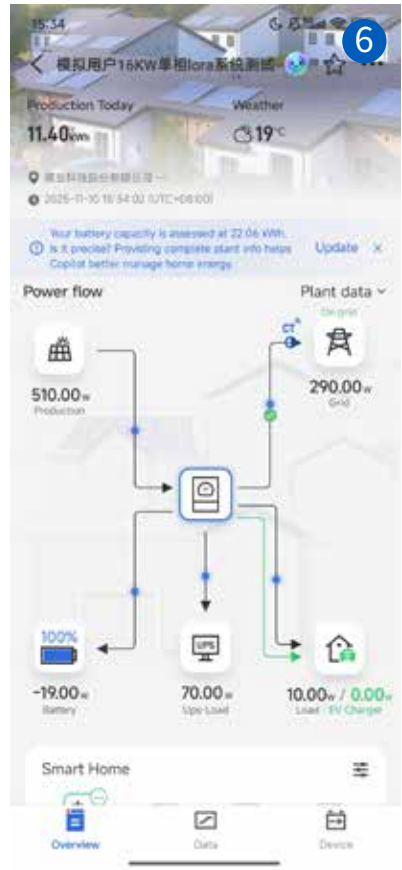 15:34
6
模拟用户16KW单相lora系统测试
Production Today
Weather
11.40kWh
19℃
2025-11-10 15:34:02 (UTC+08:00)
Your battery capacity is assessed at 22.06 kWh.
Is it precise? Providing complete plant info helps
Copilot better manage home energy.
Update
Power flow
Plant data
On grid
CT
510.00w
Production
290.00w
Grid
100%
UPS
-19.00w
Battery
70.00w
Ups Load
10.00w / 0.00w
Load EV Charger
Smart Home
Overview
Data
Device